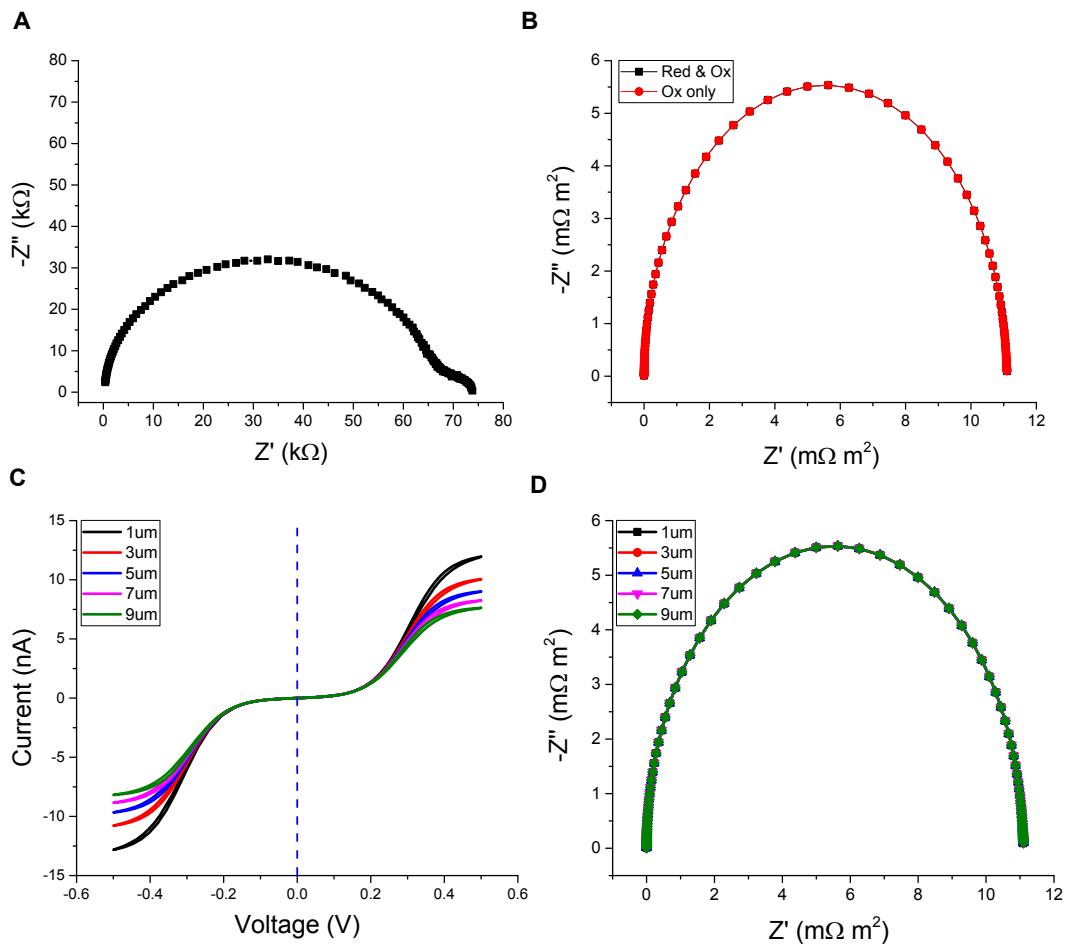 A
80
70
60
50
40
30
20
10
0
-Z'' (kΩ)
0 10 20 30 40 50 60 70 80
Z' (kΩ)
B
Red & Ox
Ox only
6
5
4
3
2
1
0
-Z'' (mΩ m²)
0 2 4 6 8 10 12
Z' (mΩ m²)
C
1um
3um
5um
7um
9um
15
10
5
0
-5
-10
-15
Current (nA)
-0.6 -0.4 -0.2 0.0 0.2 0.4 0.6
Voltage (V)
D
1um
3um
5um
7um
9um
6
5
4
3
2
1
0
-Z'' (mΩ m²)
0 2 4 6 8 10 12
Z' (mΩ m²)